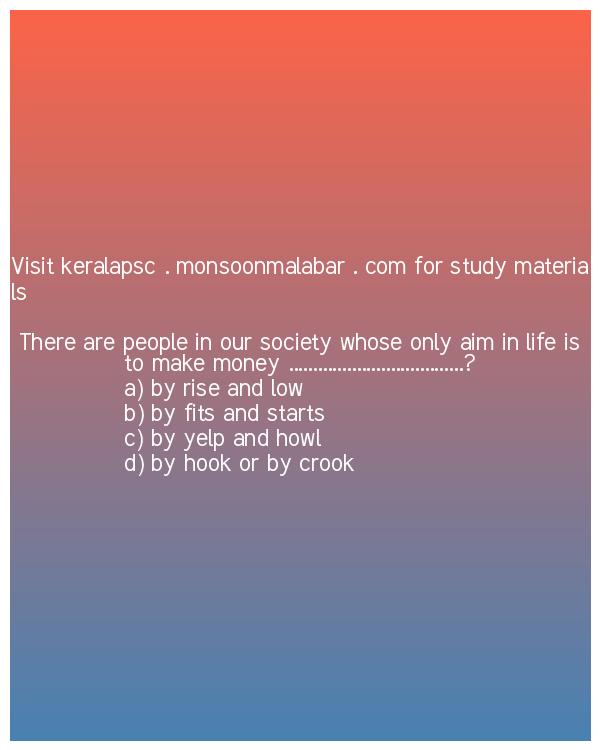 Visit keralapsc . monsoonmalabar . com for study materia
ls
There are people in our society whose only aim in life is
to make money ....................................?
a) by rise and low
b) by fits and starts
c) by yelp and howl
d) by hook or by crook